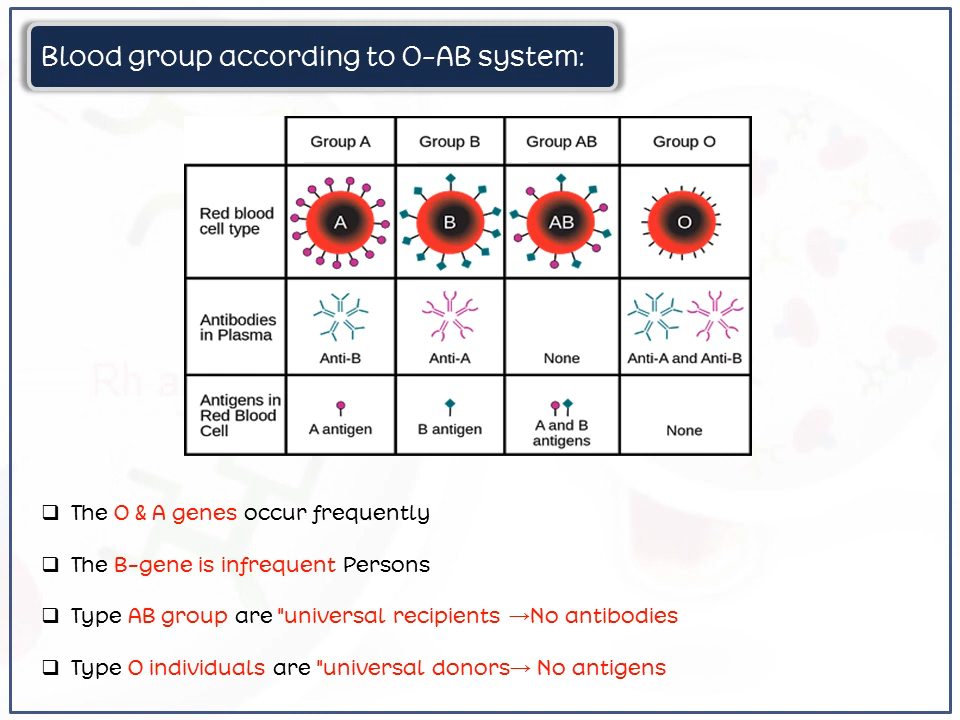 Blood group according to O-AB system:
Group A Group B Group AB Group O
Red blood
cell type
A B AB O
Antibodies
in Plasma
Anti-B Anti-A None Anti-A and Anti-B
Antigens in
Red Blood
Cell
A antigen B antigen A and B
antigens None
Rh a
❑ The O & A genes occur frequently
❑ The B-gene is infrequent Persons
❑ Type AB group are "universal recipients →No antibodies
❑ Type O individuals are "universal donors→ No antigens